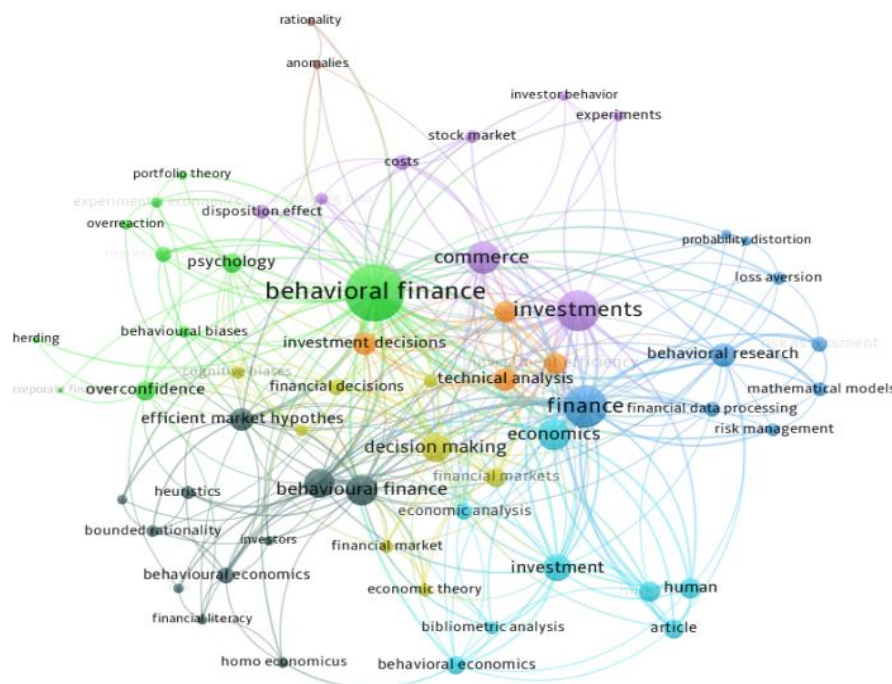 rationality
anomalies
investor behavior
experiments
stock market
costs
portfolio theory
disposition effect
overreaction
probability distortion
psychology
commerce
loss aversion
behavioral finance
investments
behavioural biases
herding
investment decisions
behavioral research
cognitive biases
technical analysis
financial decisions
mathematical models
overconfidence
finance
financial data processing
efficient market hypothes
economics
risk management
decision making
financial markets
behavioural finance
heuristics
economic analysis
bounded rationality
investors
financial market
behavioural economics
investment
economic theory
human
financial literacy
bibliometric analysis
article
homo economicus
behavioral economics